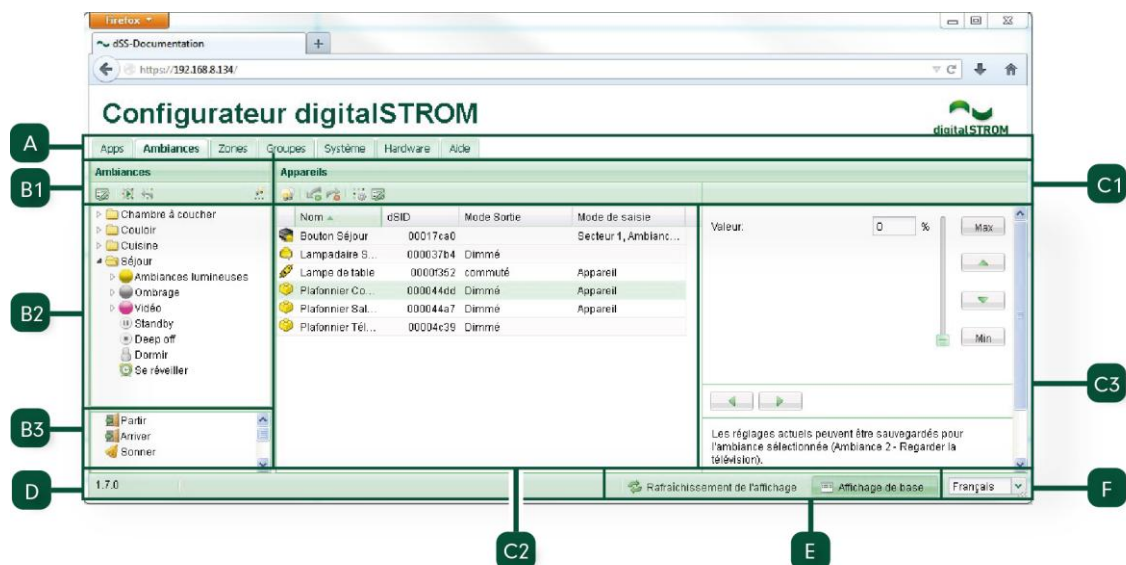 Firefox
dSS-Documentation
+
https://192.168.8.134/
Configurateur digitalSTROM
digitalSTROM
A
Apps Ambiances Zones Groupes Système Hardware Aide
B1
Ambiances
Appareils
C1
Chambre à coucher
Couloir
Cuisine
Séjour
Ambiances lumineuses
Ombrage
Vidéo
Standby
Deep off
Dormir
Se réveiller
B2
Nom dSID Mode Sortie Mode de saisie
Bouton Séjour 00017ca0 Secteur 1, Ambianc...
Lampadaire S... 000037b4 Dimmé
Lampe de table 0000f352 commuté Appareil
Plafonnier Co... 000044dd Dimmé Appareil
Plafonnier Sal... 000044a7 Dimmé Appareil
Plafonnier Tél... 00004c39 Dimmé
Valeur: 0 %
Max
Min
C3
B3
Partir
Arriver
Sonner
Les réglages actuels peuvent être sauvegardés pour
l'ambiance sélectionnée (Ambiance 2 - Regarder la
télévision).
D
1.7.0
Rafraîchissement de l'affichage
Affichage de base
Français
F
C2
E